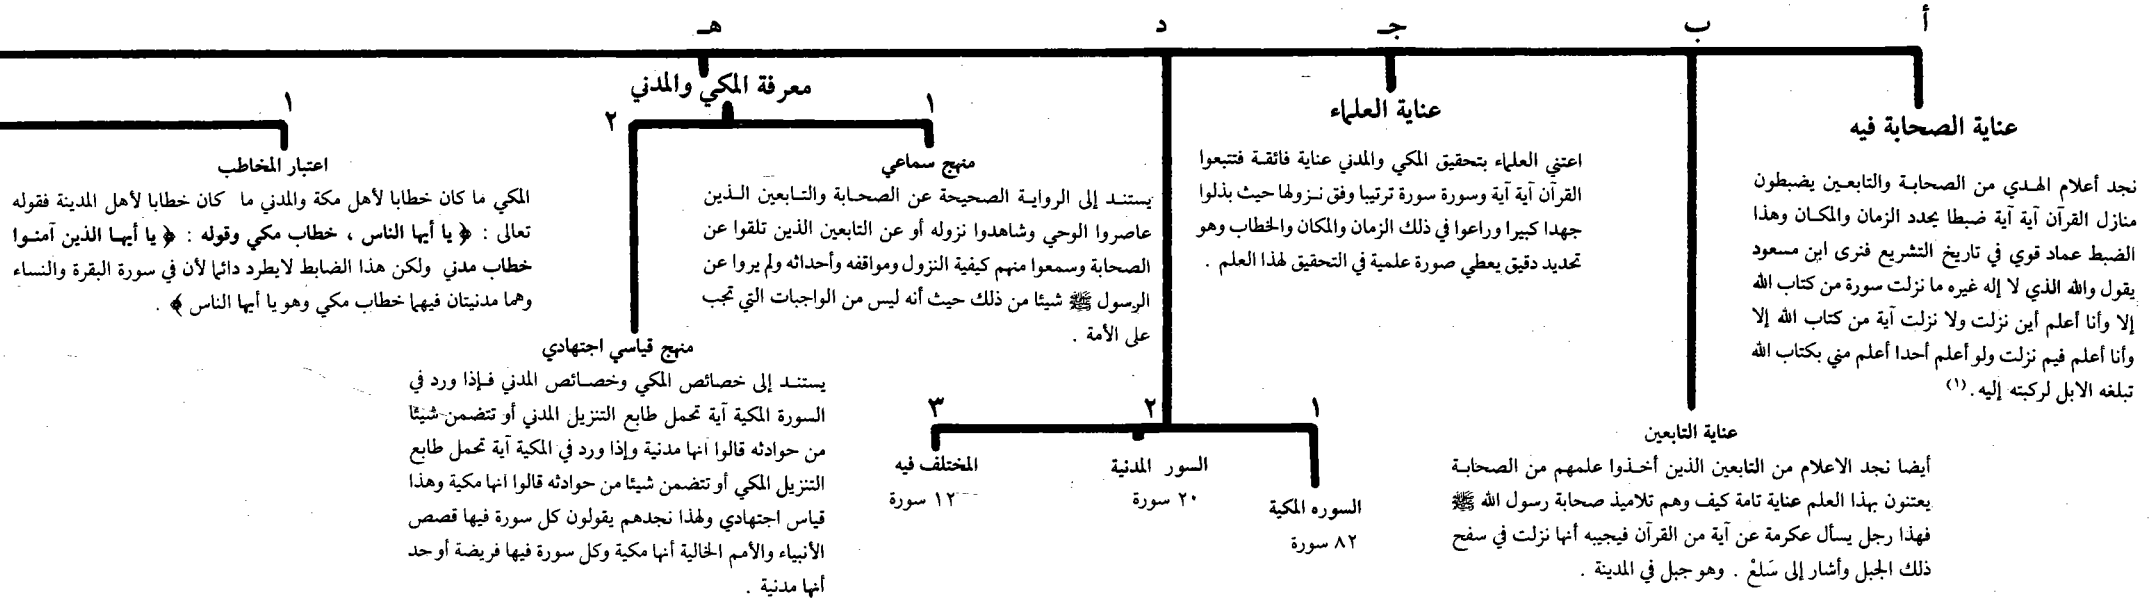 أ
ب
جـ
د
هـ
عناية الصحابة فيه
نجد أعلام الهدي من الصحابة والتابعين يضبطون
منازل القرآن آية آية ضبطا يحدد الزمان والمكان وهذا
الضبط عماد قوي في تاريخ التشريع فنرى ابن مسعود
يقول والله الذي لا إله غيره ما نزلت سورة من كتاب الله
إلا وأنا أعلم أين نزلت ولا نزلت آية من كتاب الله إلا
وأنا أعلم فيم نزلت ولو أعلم أحدا أعلم مني بكتاب الله
تبلغه الابل لركبته إليه. (١)
عناية التابعين
أيضا نجد الاعلام من التابعين الذين أخذوا علمهم من الصحابة
يعتنون بهذا العلم عناية تامة كيف وهم تلاميذ صحابة رسول الله ﷺ
فهذا رجل يسأل عكرمة عن آية من القرآن فيجيبه أنها نزلت في سفح
ذلك الجبل وأشار إلى سَلعْ . وهو جبل في المدينة .
عناية العلماء
اعتني العلماء بتحقيق المكي والمدني عناية فائقة فتتبعوا
القرآن آية آية وسورة سورة ترتيبا وفق نزولها حيث بذلوا
جهدا كبيرا وراعوا في ذلك الزمان والمكان والخطاب وهو
تحديد دقيق يعطي صورة علمية في التحقيق لهذا العلم .
١
السوره المكية
٨٢ سورة
٢
السور المدنية
٢٠ سورة
٣
المختلف فيه
١٢ سورة
معرفة المكي والمدني
١
منهج سماعي
يستند إلى الرواية الصحيحة عن الصحابة والتابعين الذين
عاصروا الوحي وشاهدوا نزوله أو عن التابعين الذين تلقوا عن
الصحابة وسمعوا منهم كيفية النزول ومواقفه وأحداثه ولم يروا عن
الرسول ﷺ شيئا من ذلك حيث أنه ليس من الواجبات التي تجب
على الأمة .
٢
منهج قياسي اجتهادي
يستند إلى خصائص المكي وخصائص المدني فإذا ورد في
السورة المكية آية تحمل طابع التنزيل المدني أو تتضمن شيئا
من حوادثه قالوا انها مدنية وإذا ورد في المكية آية تحمل طابع
التنزيل المكي أو تتضمن شيئا من حوادثه قالوا انها مكية وهذا
قياس اجتهادي ولهذا نجدهم يقولون كل سورة فيها قصص
الأنبياء والأمم الخالية أنها مكية وكل سورة فيها فريضة أو حد
أنها مدنية .
١
اعتبار المخاطب
المكي ما كان خطابا لأهل مكة والمدني ما كان خطابا لأهل المدينة فقوله
تعالى : ﴿ يا أيها الناس ، خطاب مكي وقوله : ﴿ يا أيها الذين آمنوا
خطاب مدني ولكن هذا الضابط لا يطرد دائما لأن في سورة البقرة والنساء
وهما مدنيتان فيهما خطاب مكي وهو يا أيها الناس ﴾ .